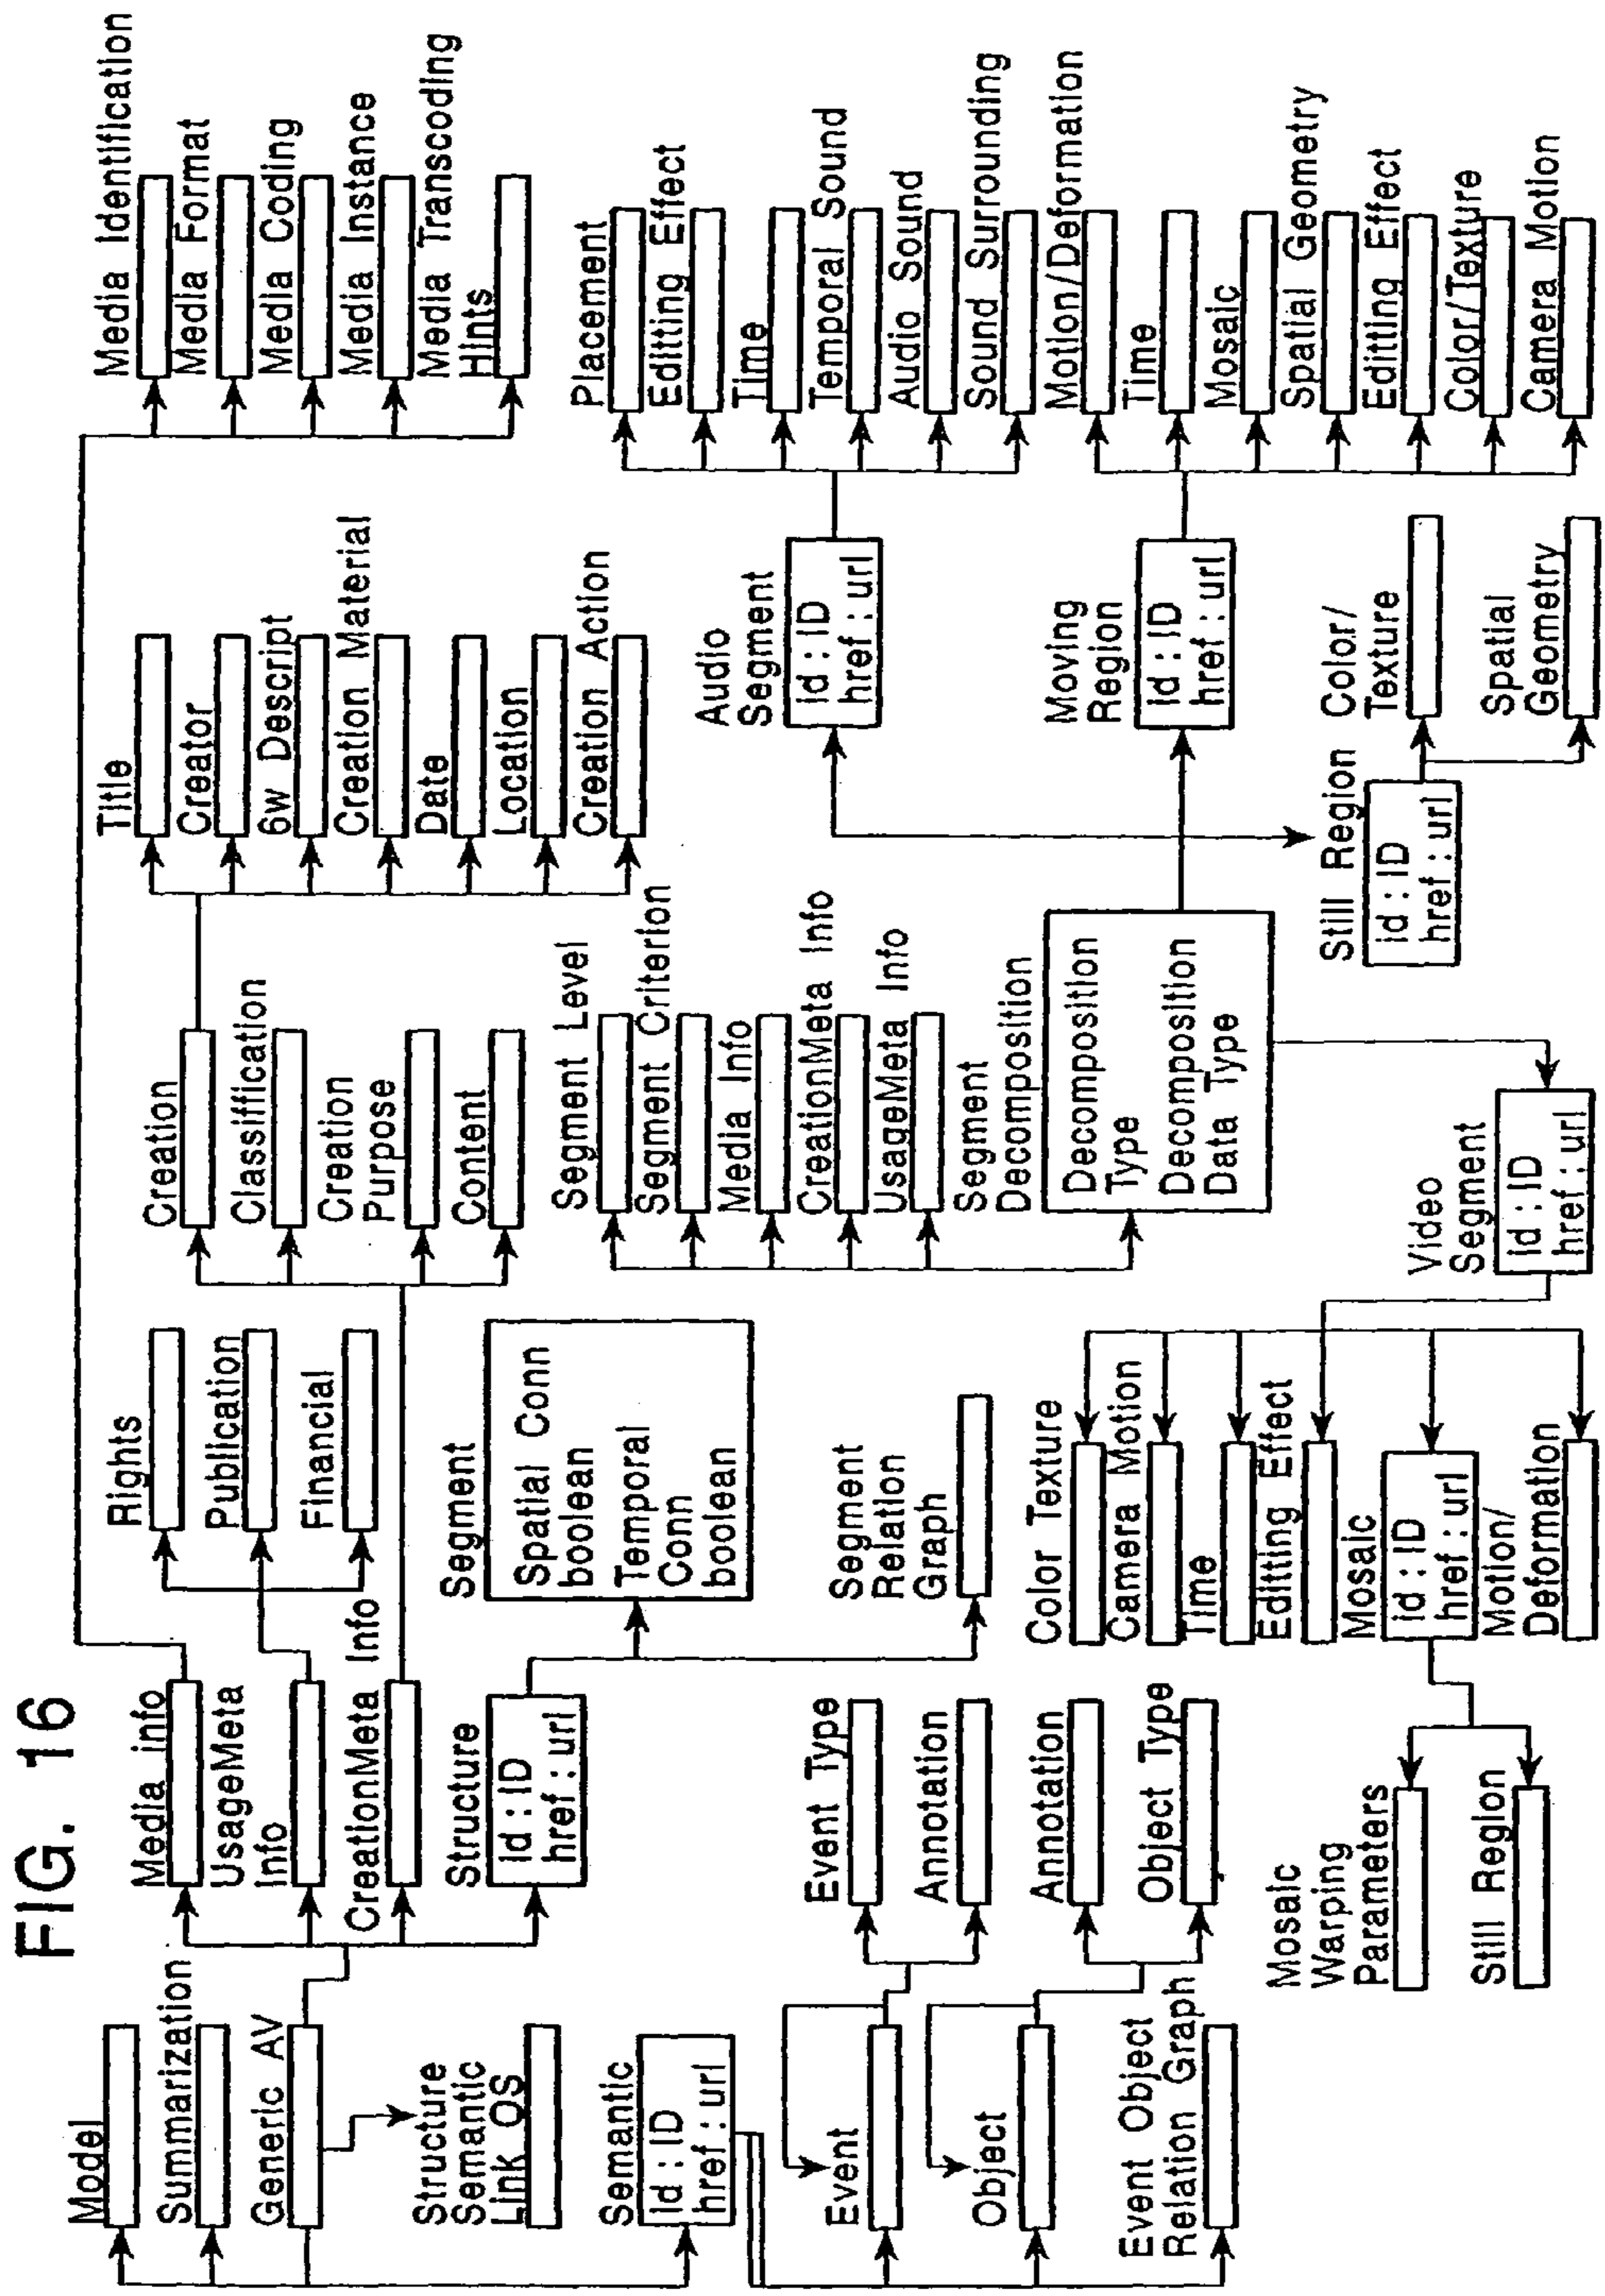 FIG. 16
Model
Summarization
Generic AV
Structure
Semantic
Link OS
Semantic
id : ID
href : url
Event
Object
Event Object
Relation Graph
Media info
UsageMeta
Info
CreationMeta Info
Structure
id : ID
href : url
Event Type
Annotation
Annotation
Object Type
Mosaic
Warping
Parameters
Still Region
Rights
Publication
Financial
Segment
Spatial Conn
boolean
Temporal
Conn
boolean
Segment
Relation
Graph
Color Texture
Camera Motion
Time
Editting Effect
Mosaic
id : ID
href : url
Motion/
Deformation
Creation
Classiffication
Creation
Purpose
Content
Segment Level
Segment Criterion
Media Info
CreationMeta Info
UsageMeta Info
Segment
Decomposition
Decomposition
Type
Decomposition
Data Type
Video
Segment
id : ID
href : url
Title
Creator
6w Descript
Creation Material
Date
Location
Creation Action
Audio
Segment
id : ID
href : url
Moving
Region
id : ID
href : url
Still Region
id : ID
href : url
Color/
Texture
Spatial
Geometry
Media Identification
Media Format
Media Coding
Media Instance
Media Transcoding
Hints
Placement
Editting Effect
Time
Temporal Sound
Audio Sound
Sound Surrounding
Motion/Deformation
Time
Mosaic
Spatial Geometry
Editting Effect
Color/Texture
Camera Motion